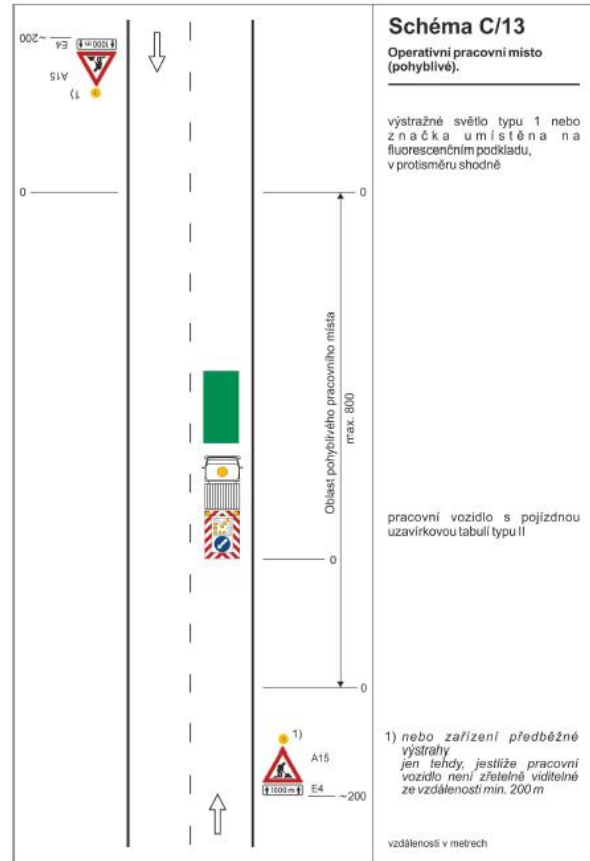 Schéma C/13
Operativní pracovní místo
(pohyblivé).
výstražné světlo typu 1 nebo
značka umístěna na
fluorescenčním podkladu,
v protisměru shodně
~200
E4
1000 m
A15
1)
0
0
Oblast pohyblivého pracovního místa
max. 800
pracovní vozidlo s pojízdnou
uzavírkovou tabulí typu II
0
0
1)
A15
1000 m
E4
~200
1) nebo zařízení předběžné
výstrahy
jen tehdy, jestliže pracovní
vozidlo není zřetelně viditelné
ze vzdálenosti min. 200 m
vzdálenosti v metrech